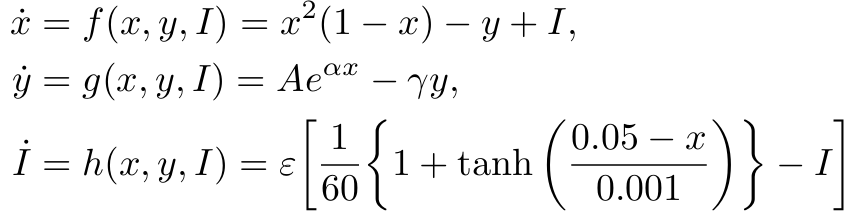 ẋ = f(x, y, I) = x²(1 − x) − y + I,
ẏ = g(x, y, I) = Ae^{αx} − γy,
İ = h(x, y, I) = ε[1/60 {1 + tanh((0.05 − x)/0.001)} − I]